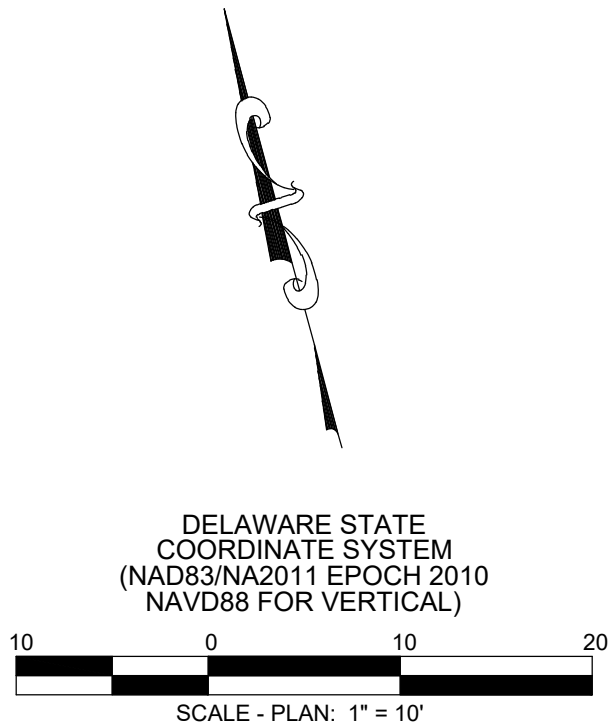 DELAWARE STATE
COORDINATE SYSTEM
(NAD83/NA2011 EPOCH 2010
NAVD88 FOR VERTICAL)
10 0 10 20
SCALE - PLAN: 1" = 10'